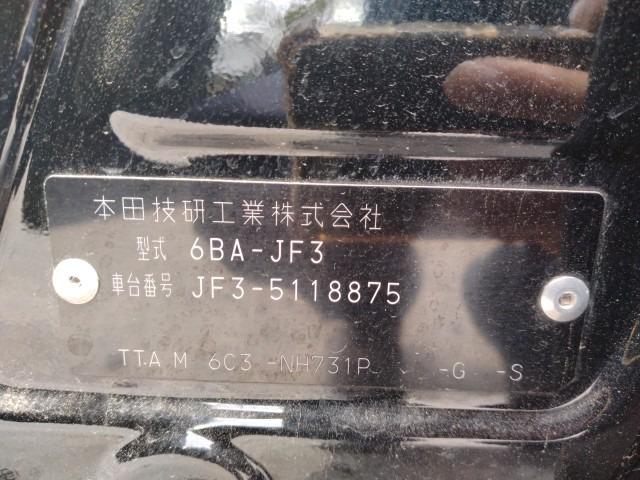 本田技研工業株式会社
型式 6BA-JF3
車台番号 JF3-5118875
TTA M 6C3 -NH731P -G -S